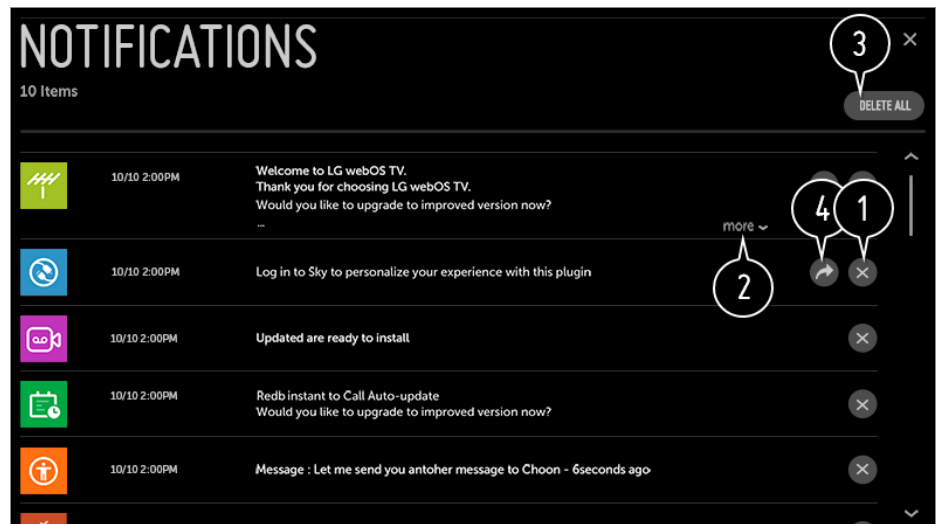 NOTIFICATIONS
3
10 Items
DELETE ALL
10/10 2:00PM
Welcome to LG webOS TV.
Thank you for choosing LG webOS TV.
Would you like to upgrade to improved version now?
...
more
4
1
10/10 2:00PM
Log in to Sky to personalize your experience with this plugin
2
10/10 2:00PM
Updated are ready to install
10/10 2:00PM
Redb instant to Call Auto-update
Would you like to upgrade to improved version now?
10/10 2:00PM
Message : Let me send you antoher message to Choon - 6seconds ago